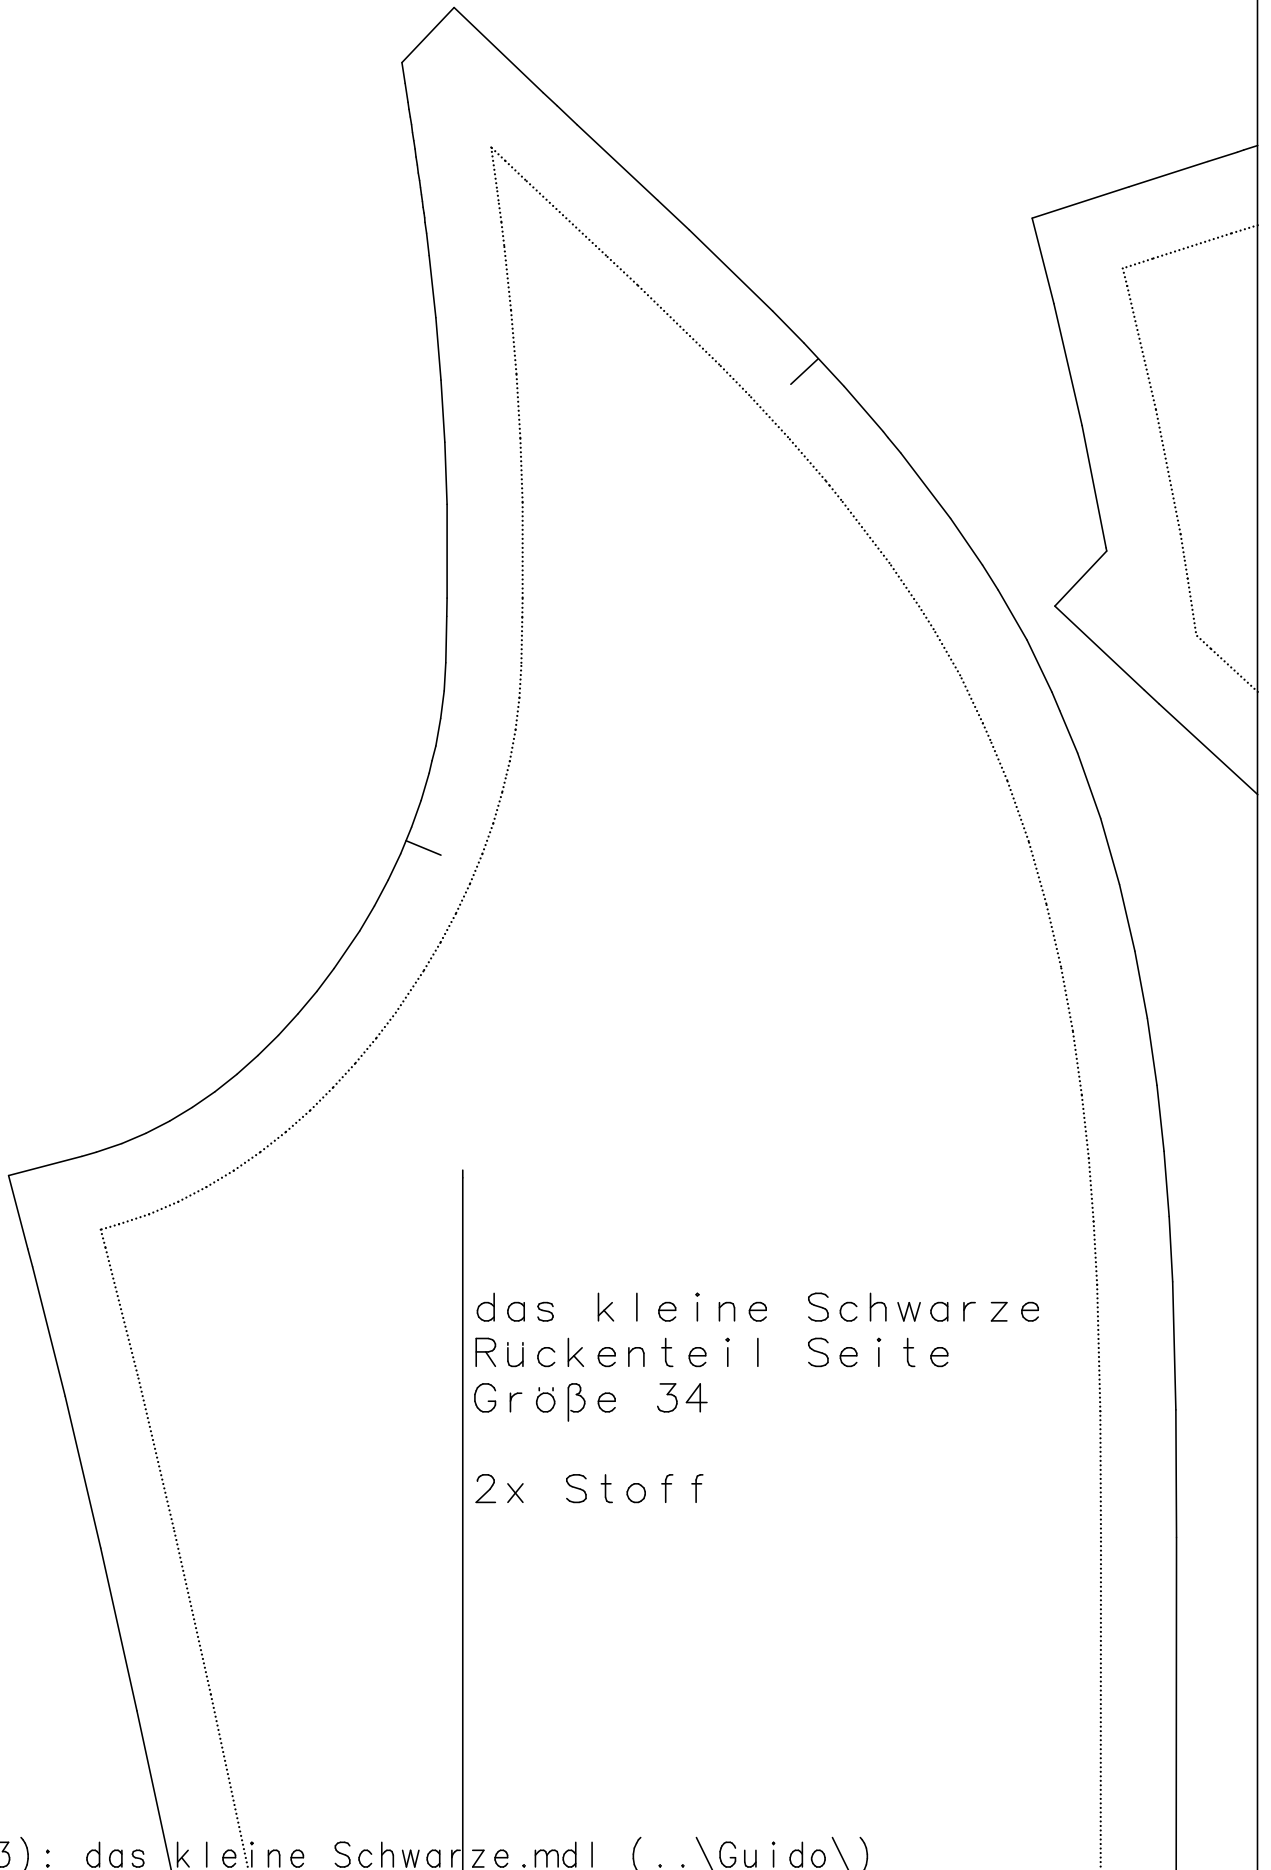 das kleine Schwarze
Rückenteil Seite
Größe 34
2x Stoff
3): das kleine Schwarze.mdl (..\Guido\)